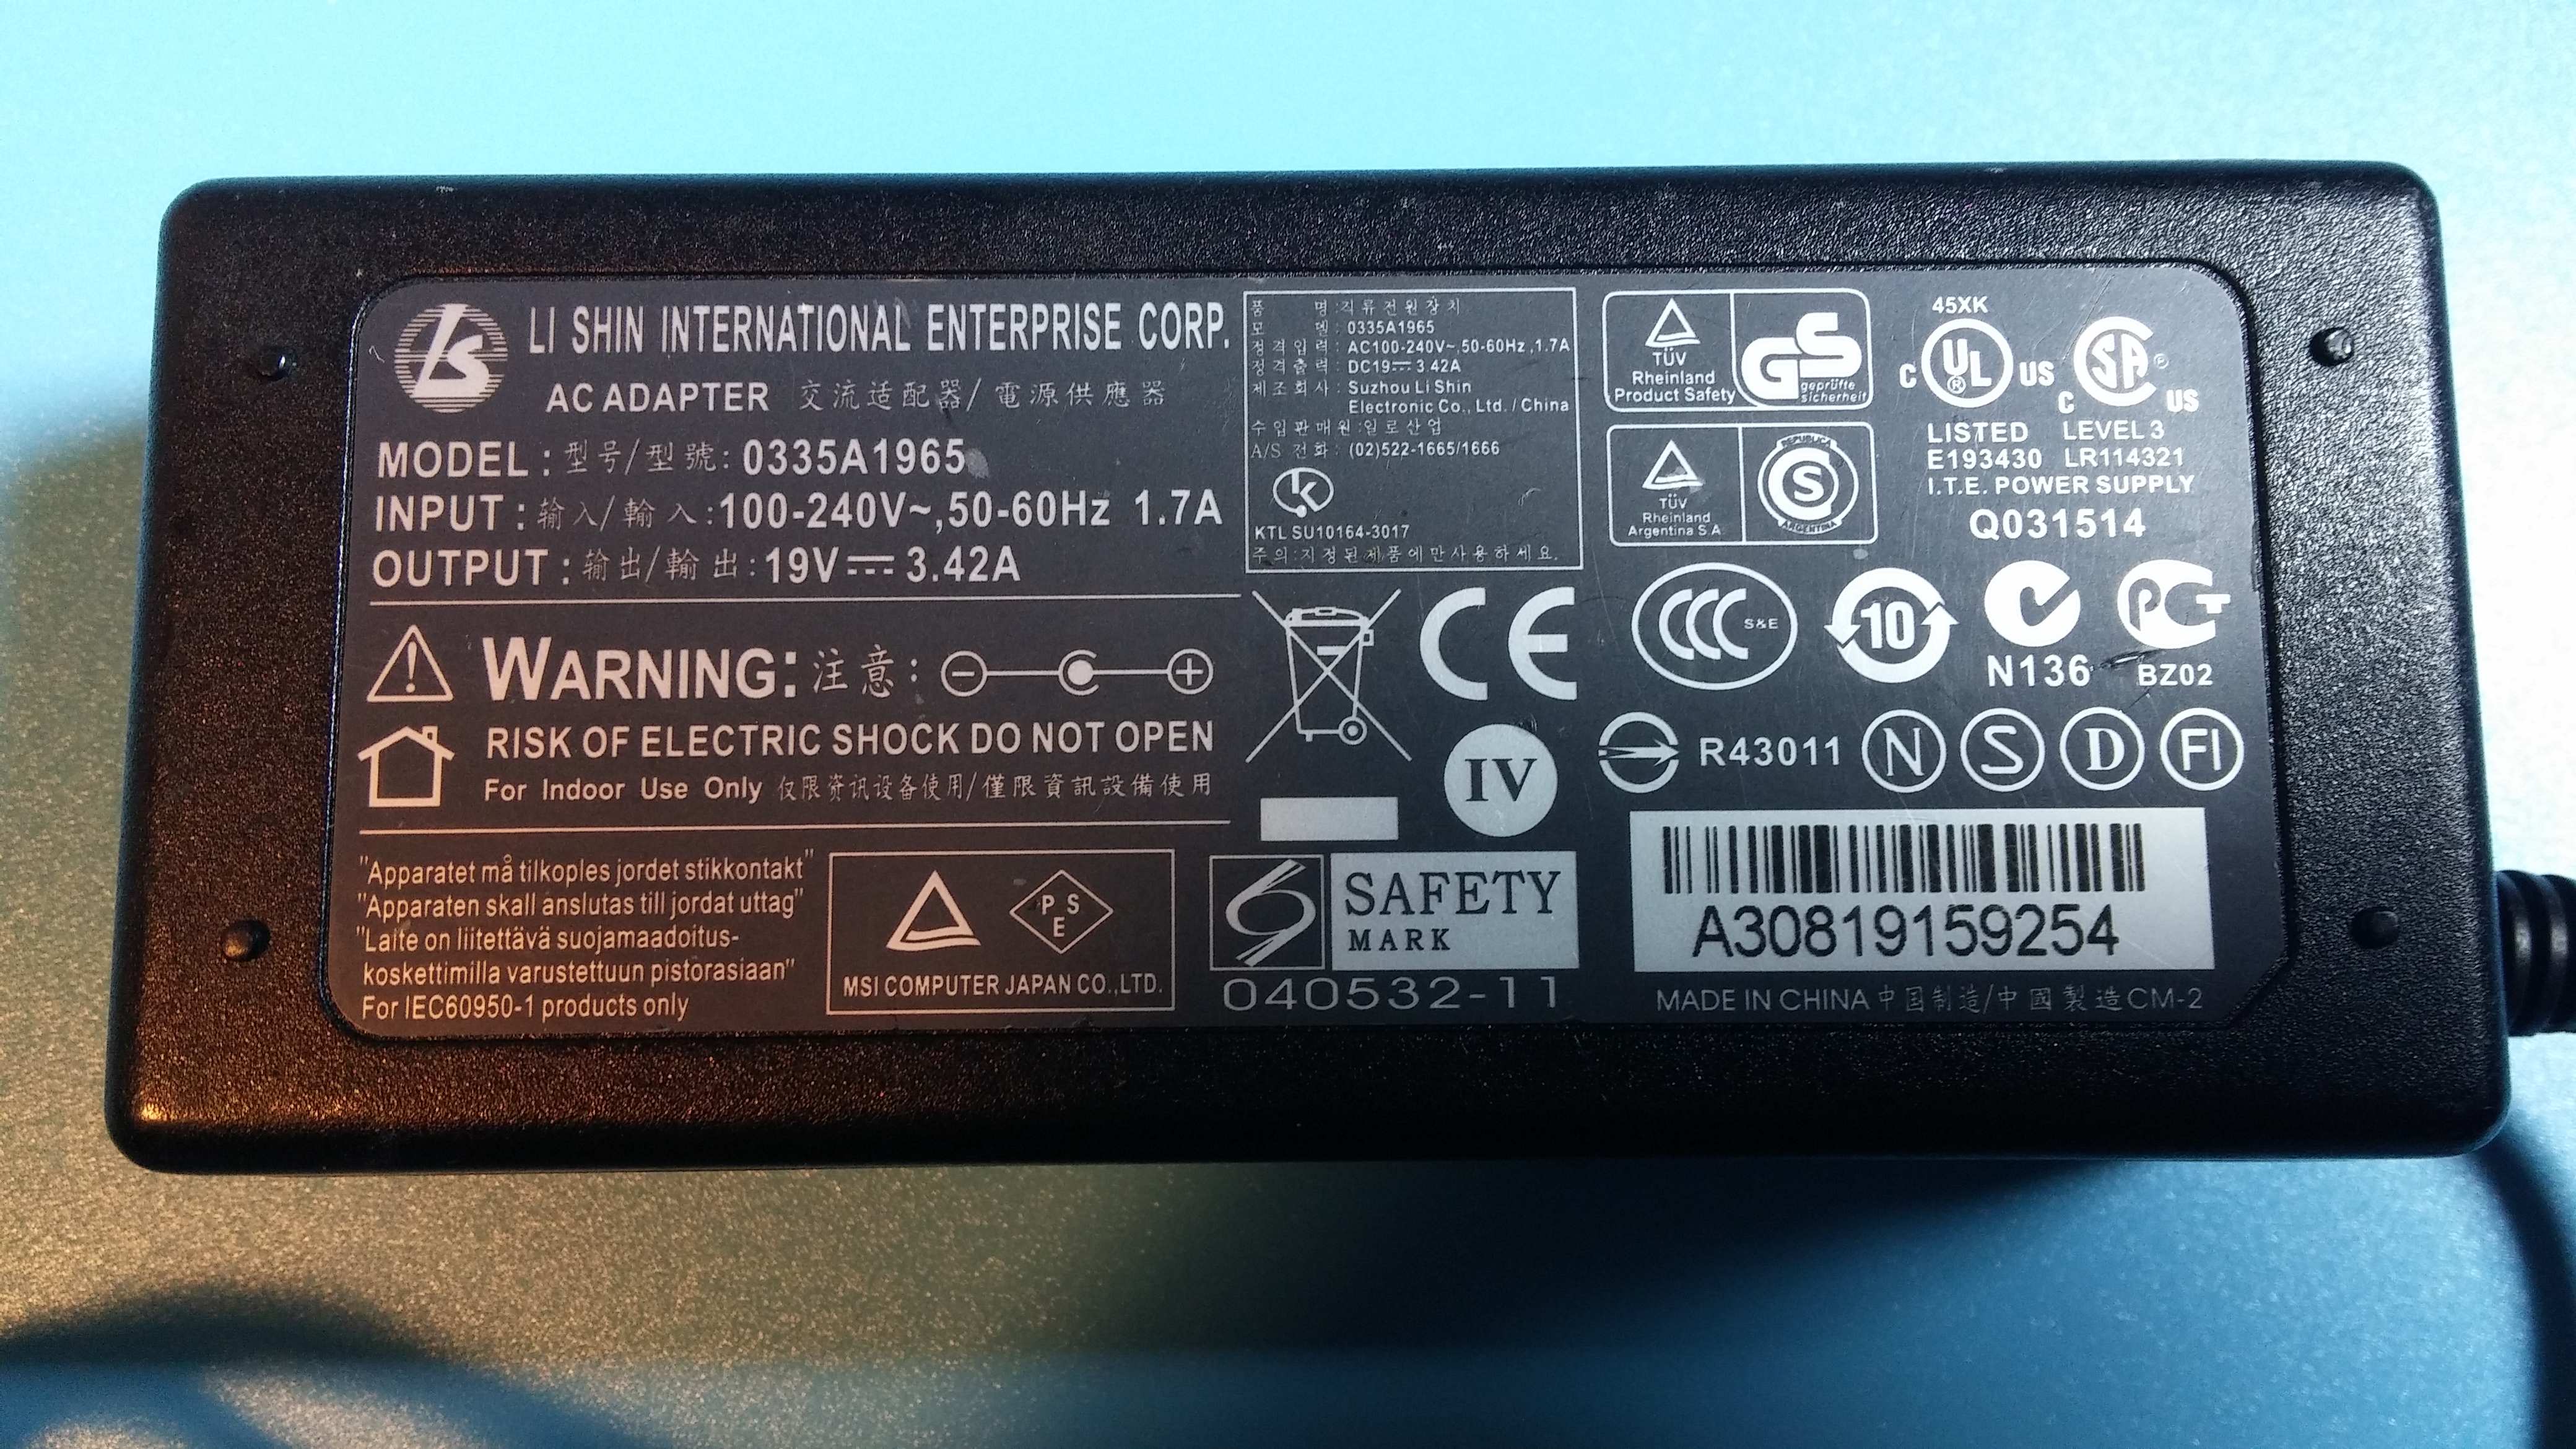 LS LI SHIN INTERNATIONAL ENTERPRISE CORP.
AC ADAPTER 交流适配器/ 電源供應器
MODEL : 型号/型號: 0335A1965
INPUT : 输入/輸入:100-240V~,50-60Hz 1.7A
OUTPUT : 输出/輸出:19V⎓3.42A
WARNING: 注意:
RISK OF ELECTRIC SHOCK DO NOT OPEN
For Indoor Use Only 仅限资讯设备使用/僅限資訊設備使用
"Apparatet må tilkoples jordet stikkontakt"
"Apparaten skall anslutas till jordat uttag"
"Laite on liitettävä suojamaadoitus-
koskettimilla varustettuun pistorasiaan"
For IEC60950-1 products only
PSE
MSI COMPUTER JAPAN CO.,LTD.
품 명:직류전원장치
모 델: 0335A1965
정격입력: AC100-240V~,50-60Hz,1.7A
정격출력: DC19⎓3.42A
제조회사: Suzhou Li Shin
Electronic Co., Ltd. / China
수입판매원:일로산업
A/S 전화: (02)522-1665/1666
K
KTL SU10164-3017
주의:지정된제품에만사용하세요.
CE
IV
SAFETY
MARK
040532-11
TÜV
Rheinland
Product Safety
GS
geprüfte
sicherheit
TÜV
Rheinland
Argentina S.A.
REPUBLICA
S
ARGENTINA
45XK
C UL® US
LISTED
E193430
C SA® US
LEVEL 3
LR114321
I.T.E. POWER SUPPLY
Q031514
CCC S&E
10
N136
PCT
BZ02
R43011 N S D FI
A30819159254
MADE IN CHINA 中国制造/中國製造 CM-2